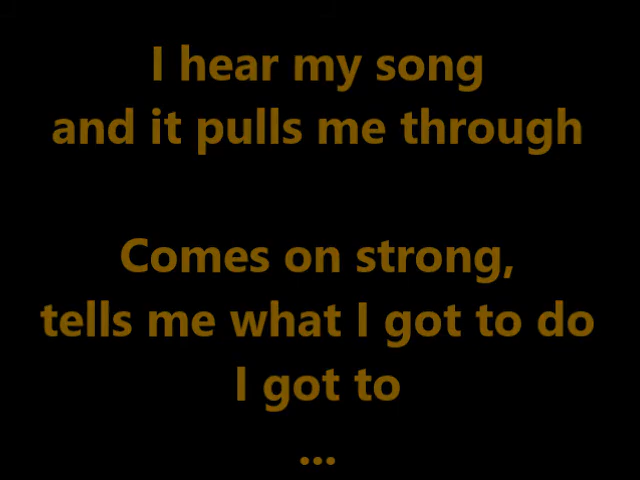 I hear my song
and it pulls me through
Comes on strong,
tells me what I got to do
I got to
...